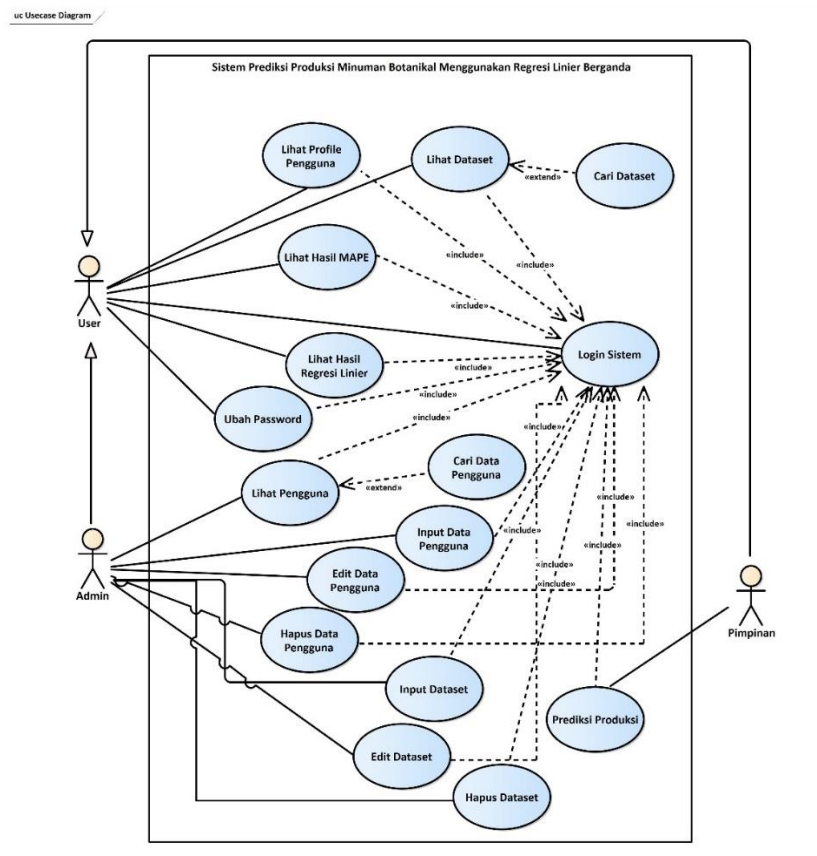 uc Usecase Diagram
Sistem Prediksi Produksi Minuman Botanikal Menggunakan Regresi Linier Berganda
Lihat Profile
Pengguna
Lihat Dataset
«extend»
Cari Dataset
Lihat Hasil MAPE
«include»
«include»
«include»
User
Login Sistem
Lihat Hasil
Regresi Linier
«include»
Ubah Password
«include»
«include»
«include»
Lihat Pengguna
«extend»
Cari Data
Pengguna
Input Data
Pengguna
«include»
«include»
«include»
«include»
«include»
Admin
Edit Data
Pengguna
Hapus Data
Pengguna
Input Dataset
Pimpinan
Prediksi Produksi
Edit Dataset
Hapus Dataset